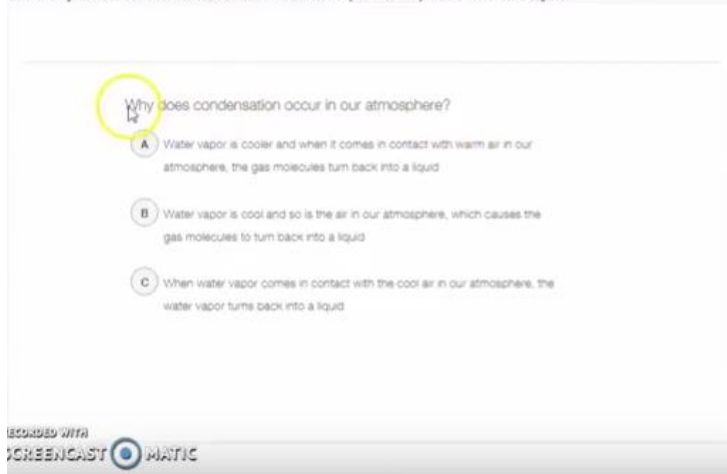 Why does condensation occur in our atmosphere?
A Water vapor is cooler and when it comes in contact with warm air in our
atmosphere, the gas molecules turn back into a liquid
B Water vapor is cool and so is the air in our atmosphere, which causes the
gas molecules to turn back into a liquid
C When water vapor comes in contact with the cool air in our atmosphere, the
water vapor turns back into a liquid
RECORDED WITH
SCREENCAST MATIC